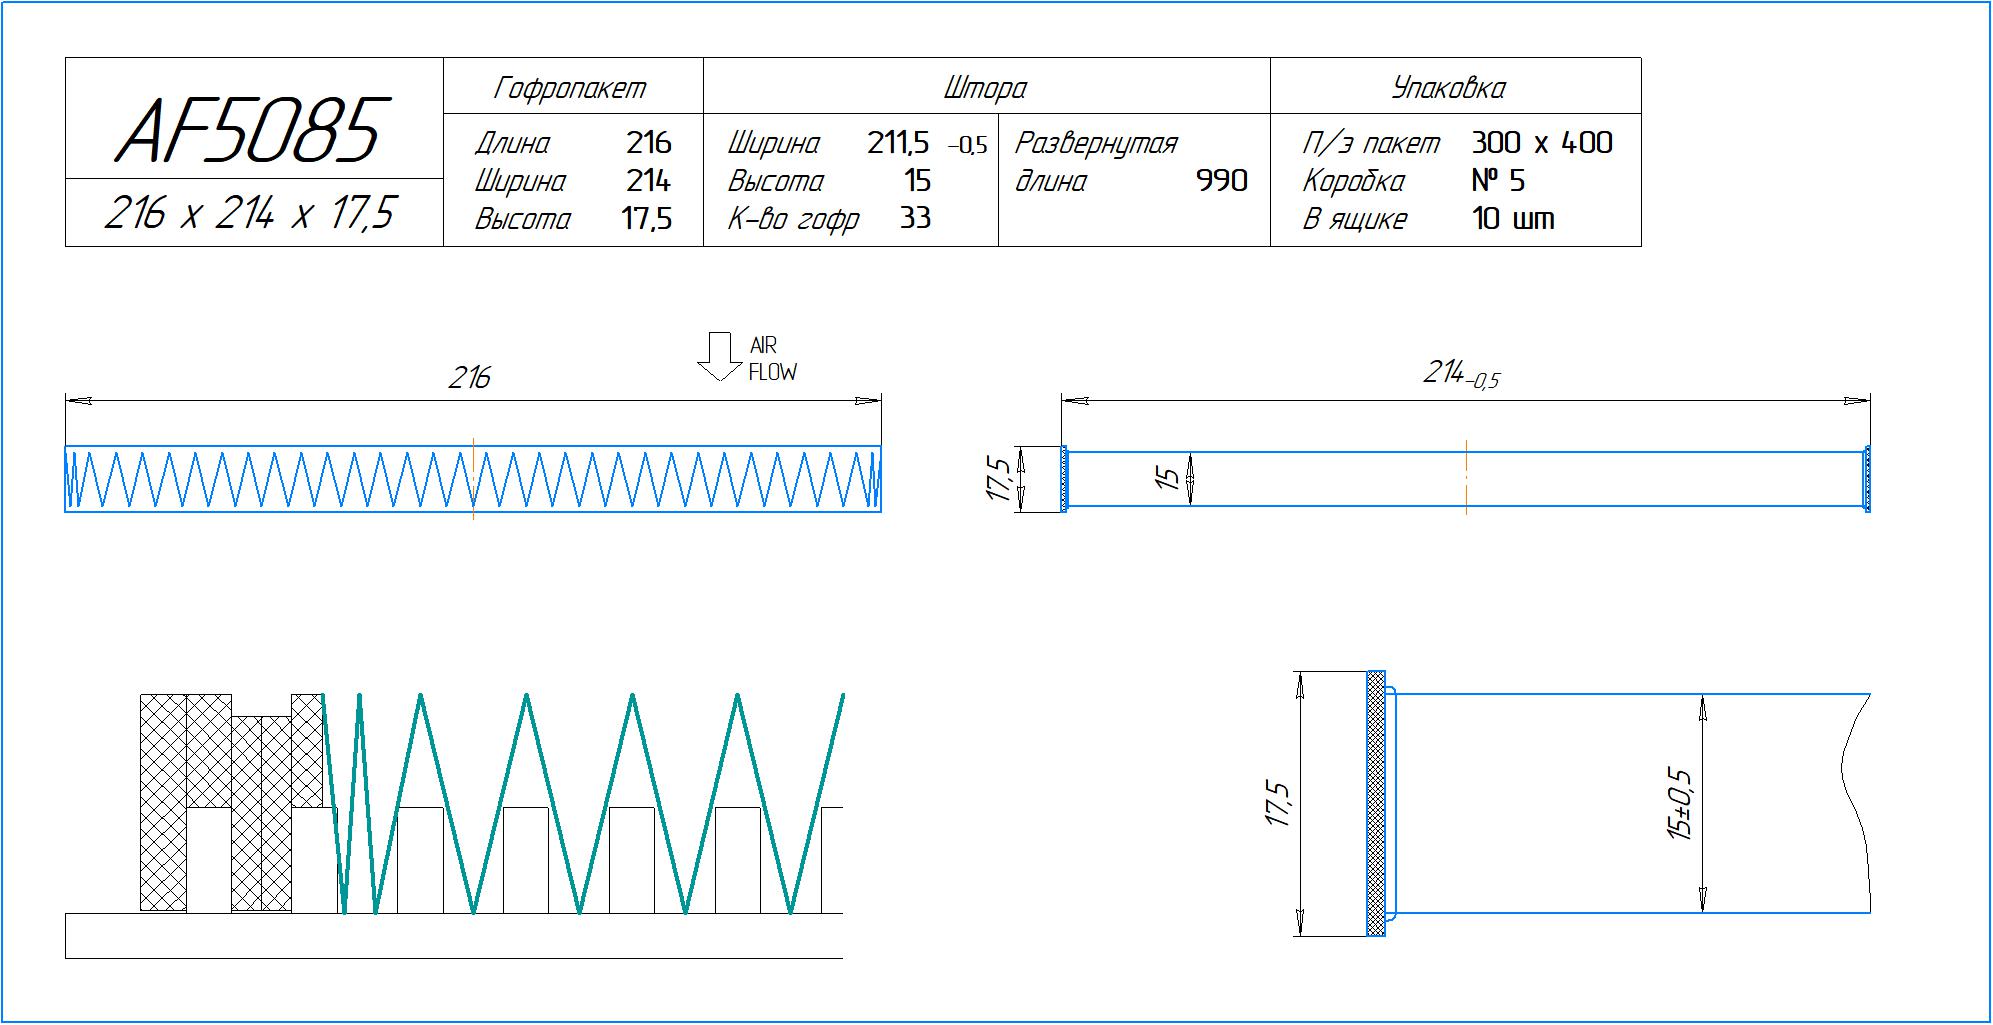 AF5085
216 x 214 x 17,5
Гофропакет
Длина 216
Ширина 214
Высота 17,5
Штора
Ширина 211,5 -0,5
Высота 15
К-во гофр 33
Развернутая
длина 990
Упаковка
П/э пакет 300 x 400
Коробка № 5
В ящике 10 шт
AIR
FLOW
216
214-0,5
17,5
15
17,5
15±0,5